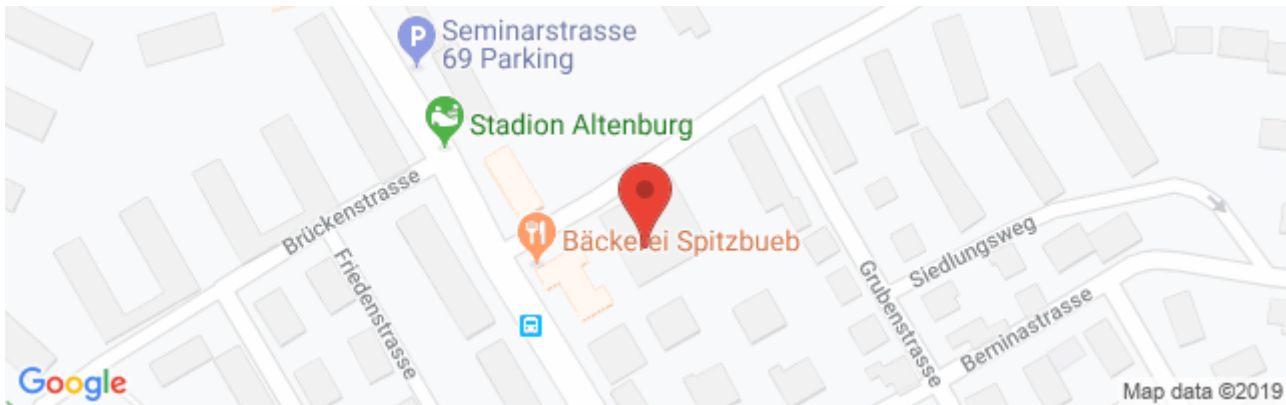 P
Seminarstrasse
69 Parking
Stadion Altenburg
Brückenstrasse
Bäckerei Spitzbueb
Friedenstrasse
Siedlungsweg
Grubenstrasse
Berninastrasse
Google
Map data ©2019